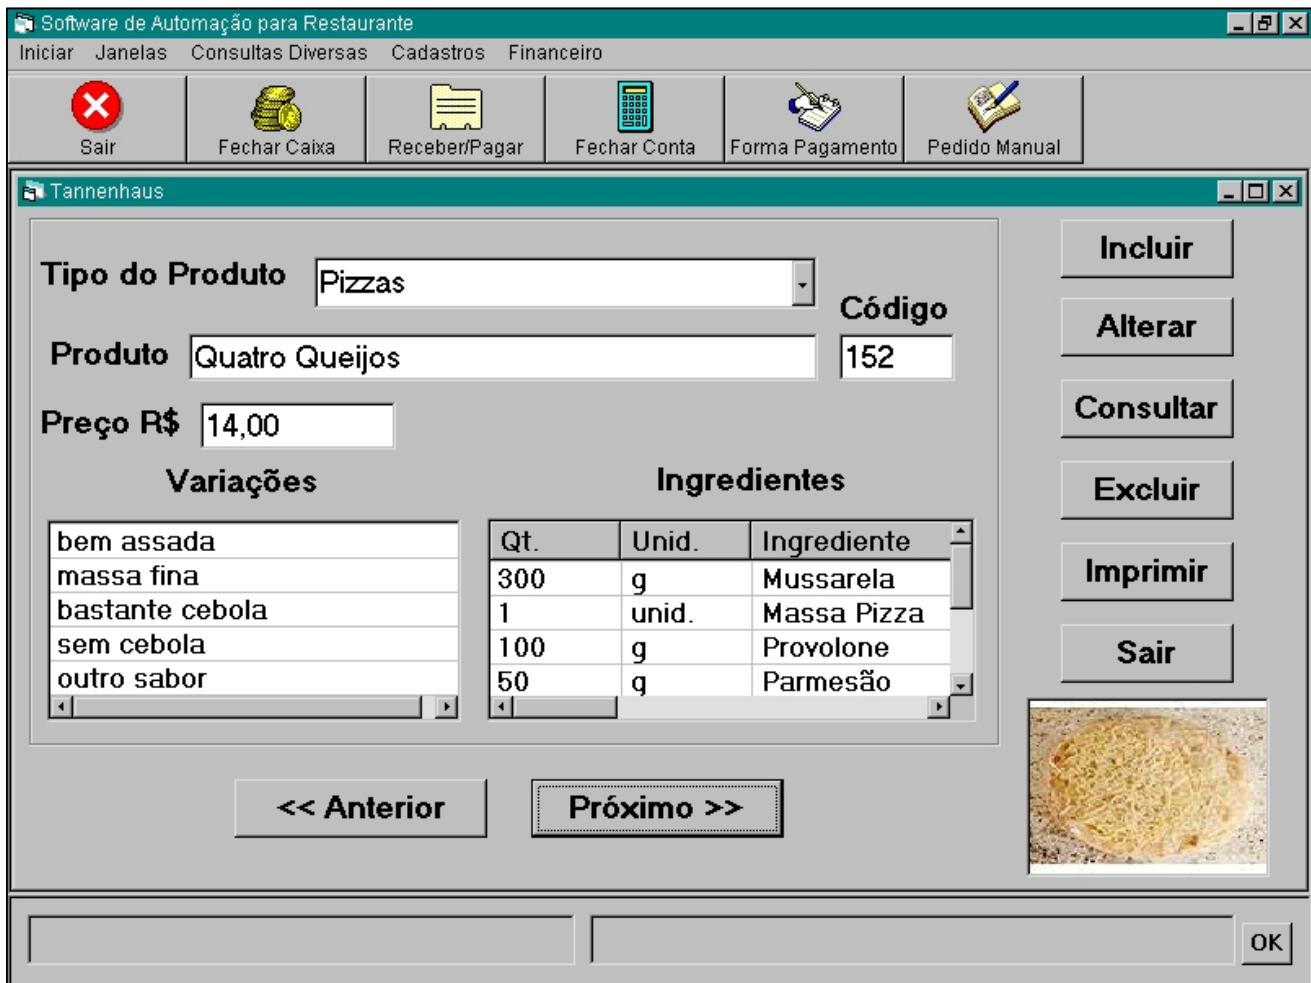 Software de Automação para Restaurante
Iniciar Janelas Consultas Diversas Cadastros Financeiro
Sair Fechar Caixa Receber/Pagar Fechar Conta Forma Pagamento Pedido Manual
Tannenhaus
Tipo do Produto Pizzas
Código
Produto Quatro Queijos 152
Preço R$ 14,00
Variações
bem assada
massa fina
bastante cebola
sem cebola
outro sabor
Ingredientes
Qt. Unid. Ingrediente
300 g Mussarela
1 unid. Massa Pizza
100 g Provolone
50 g Parmesão
Incluir
Alterar
Consultar
Excluir
Imprimir
Sair
<< Anterior Próximo >>
OK